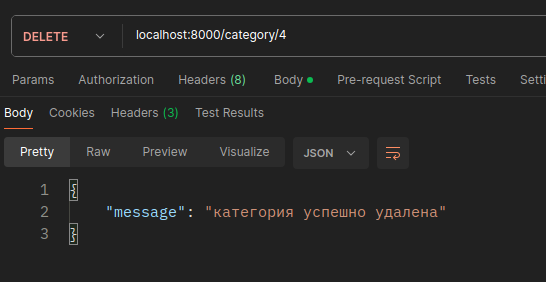 DELETE localhost:8000/category/4
Params Authorization Headers (8) Body Pre-request Script Tests
Body Cookies Headers (3) Test Results
Pretty Raw Preview Visualize JSON
1 {
2 "message": "категория успешно удалена"
3 }